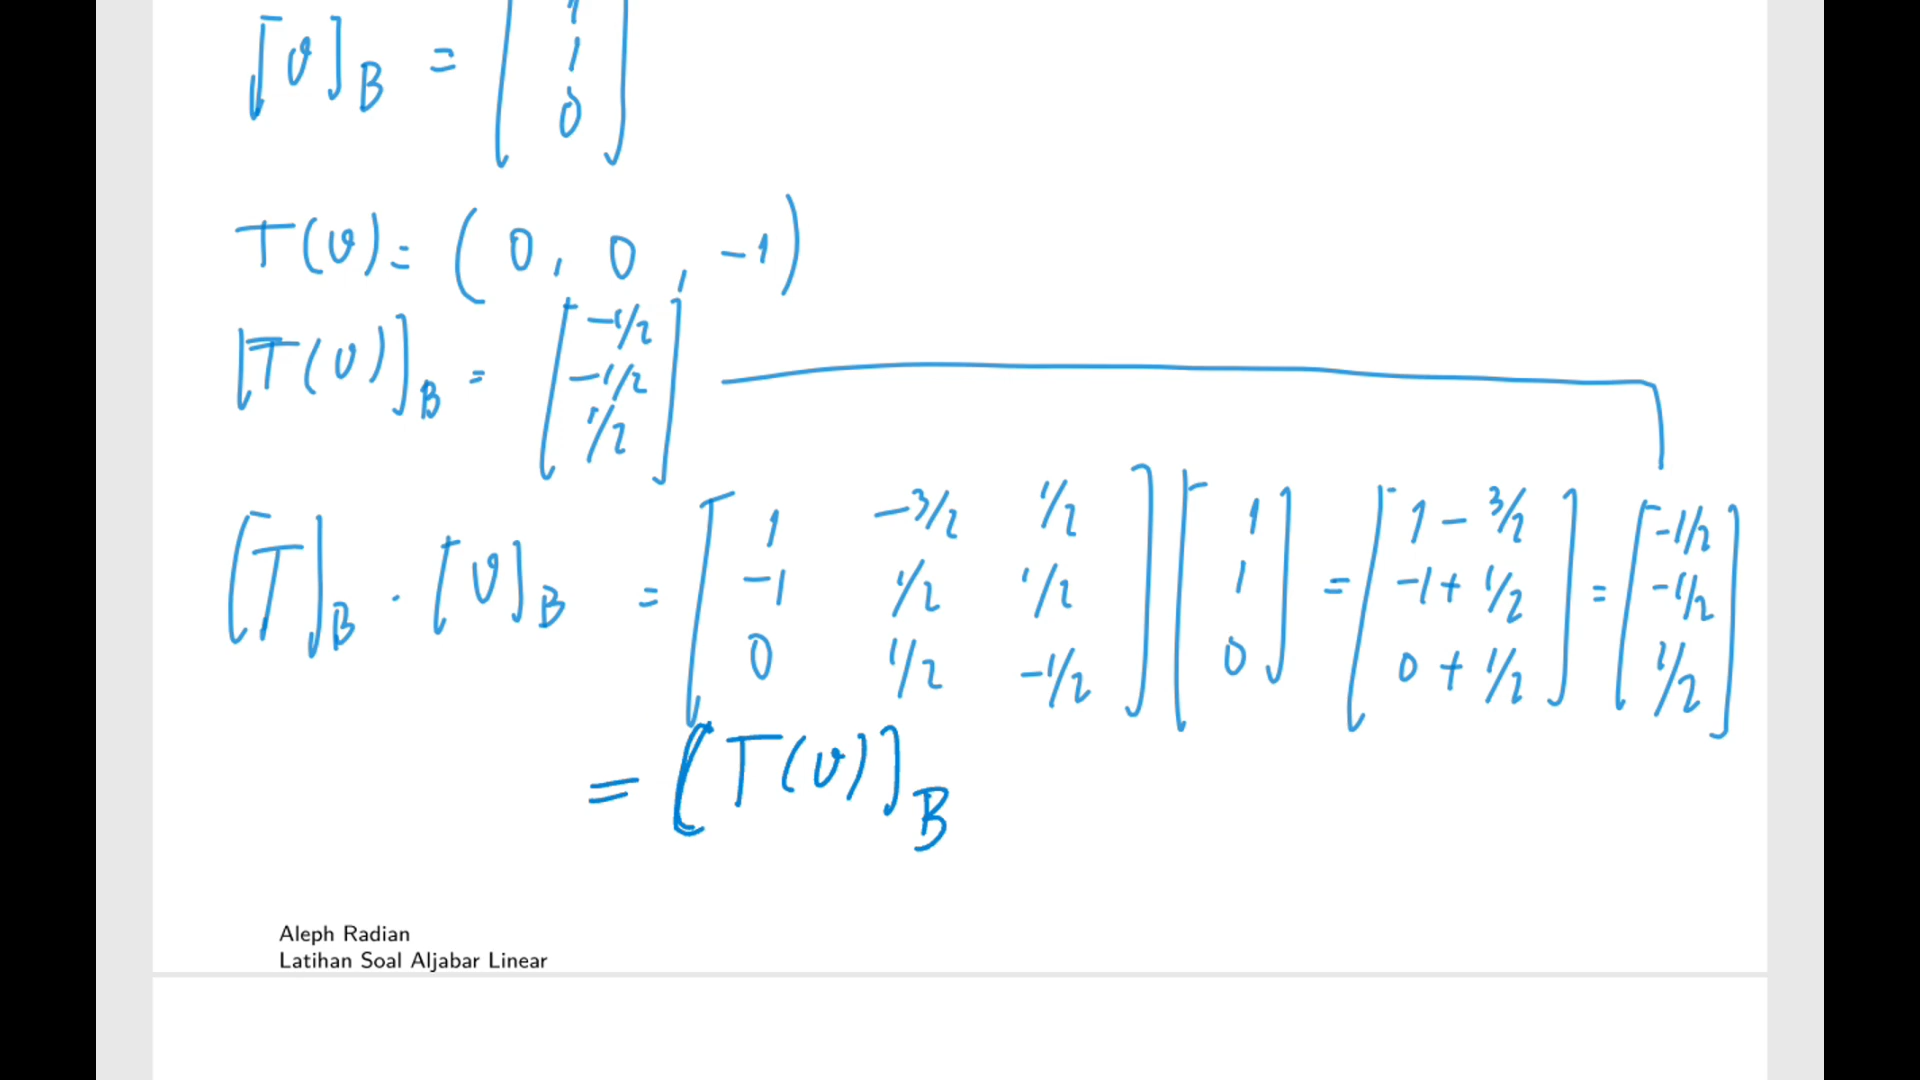 [v]_B = [1 1 0]
T(v) = (0, 0, -1)
[T(v)]_B = [-1/2 -1/2 1/2]
[T]_B · [v]_B = [1 -3/2 1/2
-1 1/2 1/2
0 1/2 -1/2] [1 1 0] = [1 - 3/2
-1 + 1/2
0 + 1/2] = [-1/2 -1/2 1/2]
= [T(v)]_B
Aleph Radian
Latihan Soal Aljabar Linear